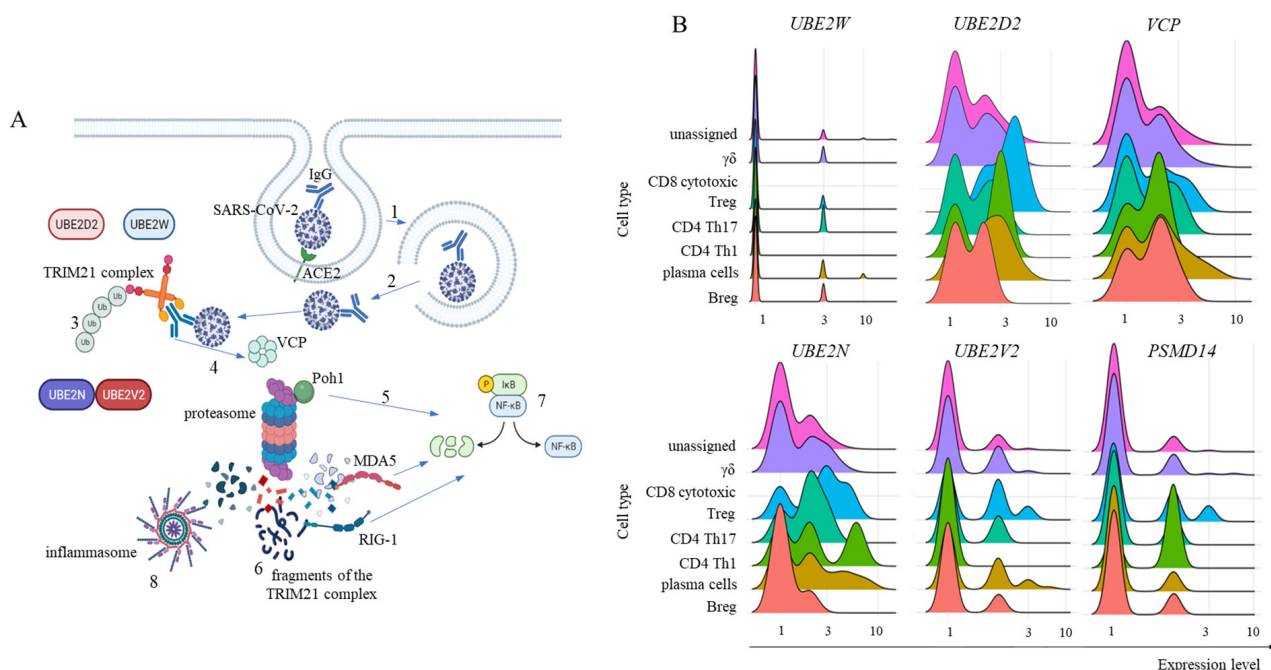 A
IgG
SARS-CoV-2
1
ACE2
2
UBE2D2
UBE2W
TRIM21 complex
Ub
Ub
Ub
Ub
3
4
VCP
UBE2N
UBE2V2
Poh1
proteasome
5
P
IκB
NF-κB
7
NF-κB
MDA5
RIG-1
inflammasome
8
6
fragments of the
TRIM21 complex
B
UBE2W
UBE2D2
VCP
Cell type
unassigned
γδ
CD8 cytotoxic
Treg
CD4 Th17
CD4 Th1
plasma cells
Breg
1 3 10
1 3 10
1 3 10
UBE2N
UBE2V2
PSMD14
Cell type
unassigned
γδ
CD8 cytotoxic
Treg
CD4 Th17
CD4 Th1
plasma cells
Breg
1 3 10
1 3 10
1 3 10
Expression level